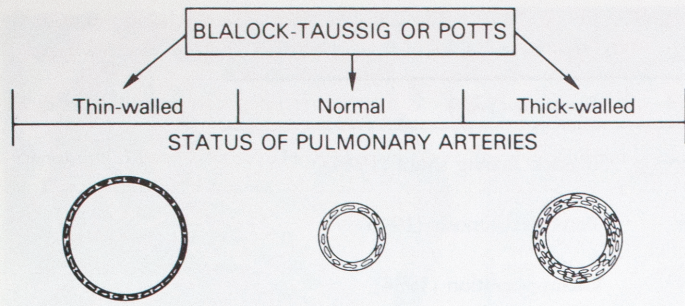 BLALOCK-TAUSSIG OR POTTS
Thin-walled Normal Thick-walled
STATUS OF PULMONARY ARTERIES